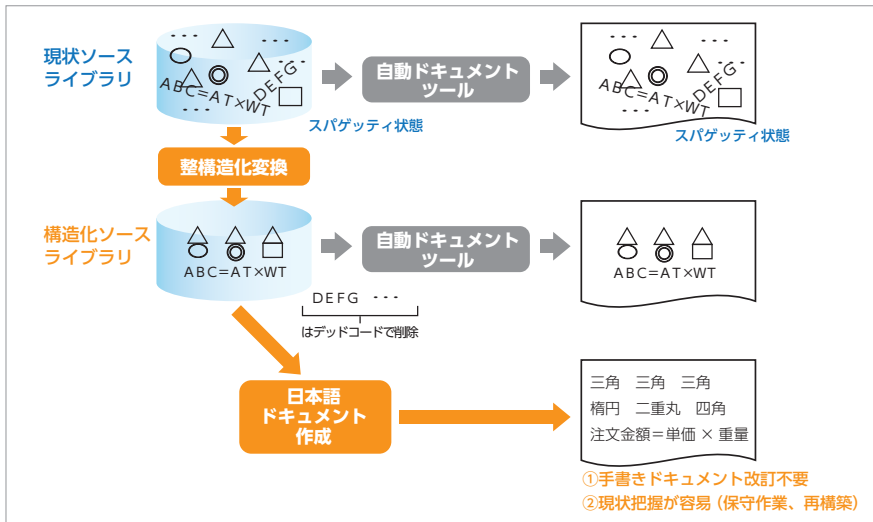 現状ソース
ライブラリ
- - -
- - -
ABC=AT×WT
DEFG
- - -
スパゲッティ状態
自動ドキュメント
ツール
- - -
- - -
ABC=AT×WT
DEFG
- - -
スパゲッティ状態
整構造化変換
構造化ソース
ライブラリ
ABC=AT×WT
自動ドキュメント
ツール
ABC=AT×WT
DEFG - - -
はデッドコードで削除
日本語
ドキュメント
作成
三角 三角 三角
楕円 二重丸 四角
注文金額=単価 × 重量
①手書きドキュメント改訂不要
②現状把握が容易(保守作業、再構築)